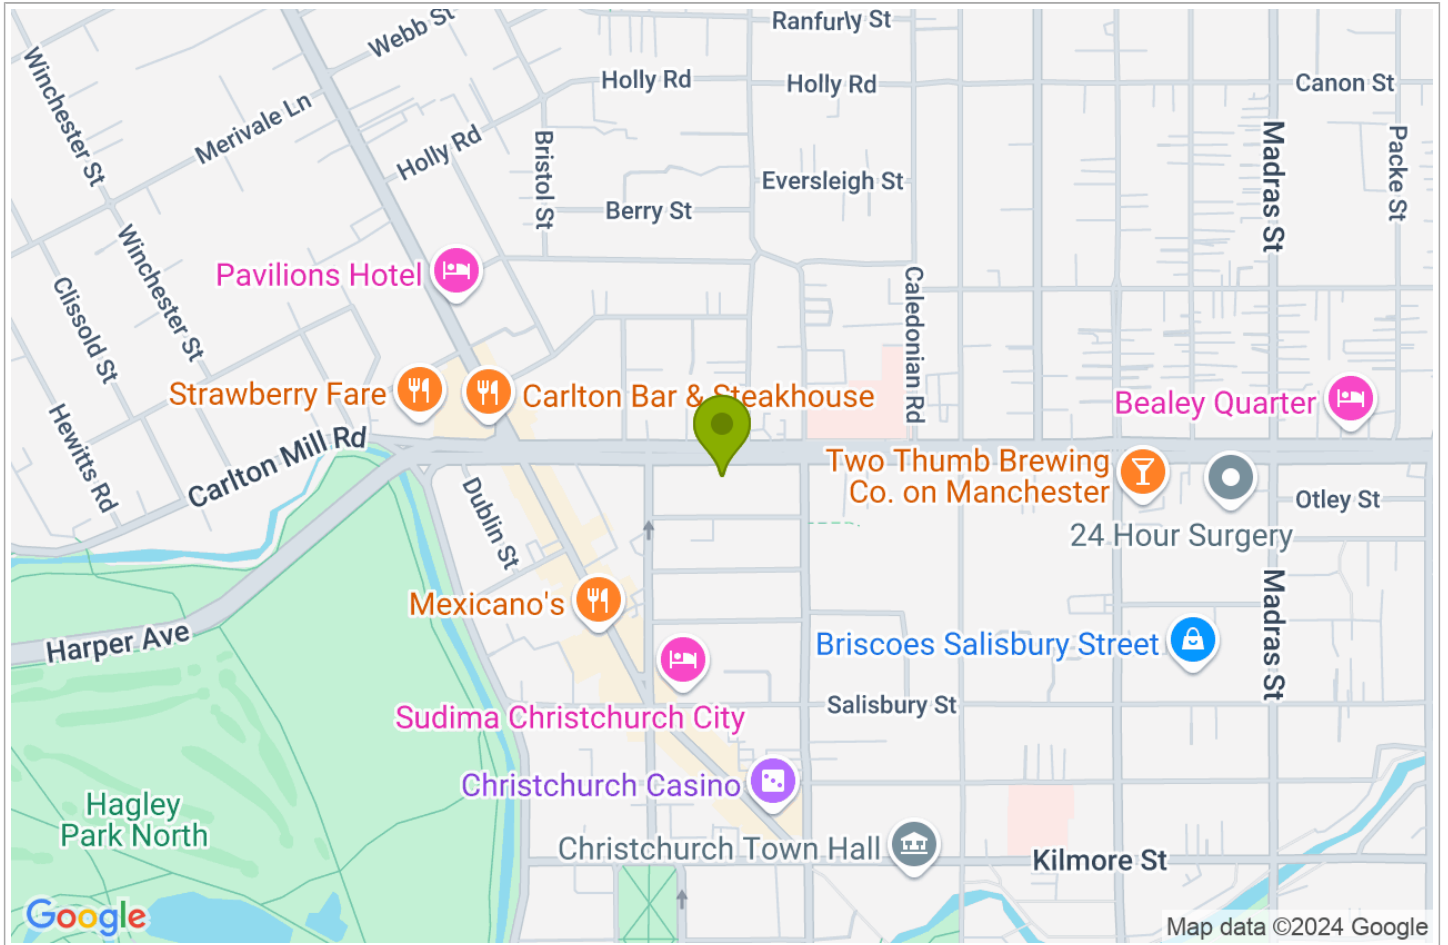 Ranfurly St
Webb St
Holly Rd
Holly Rd
Canon St
Winchester St
Merivale Ln
Holly Rd
Bristol St
Madras St
Packe St
Eversleigh St
Berry St
Winchester St
Pavilions Hotel
Clissold St
Caledonian Rd
Strawberry Fare
Carlton Bar & Steakhouse
Bealey Quarter
Hewitts Rd
Carlton Mill Rd
Two Thumb Brewing
Co. on Manchester
Otley St
Dublin St
24 Hour Surgery
Mexicano's
Harper Ave
Madras St
Briscoes Salisbury Street
Sudima Christchurch City
Salisbury St
Christchurch Casino
Hagley
Park North
Christchurch Town Hall
Kilmore St
Google
Map data ©2024 Google